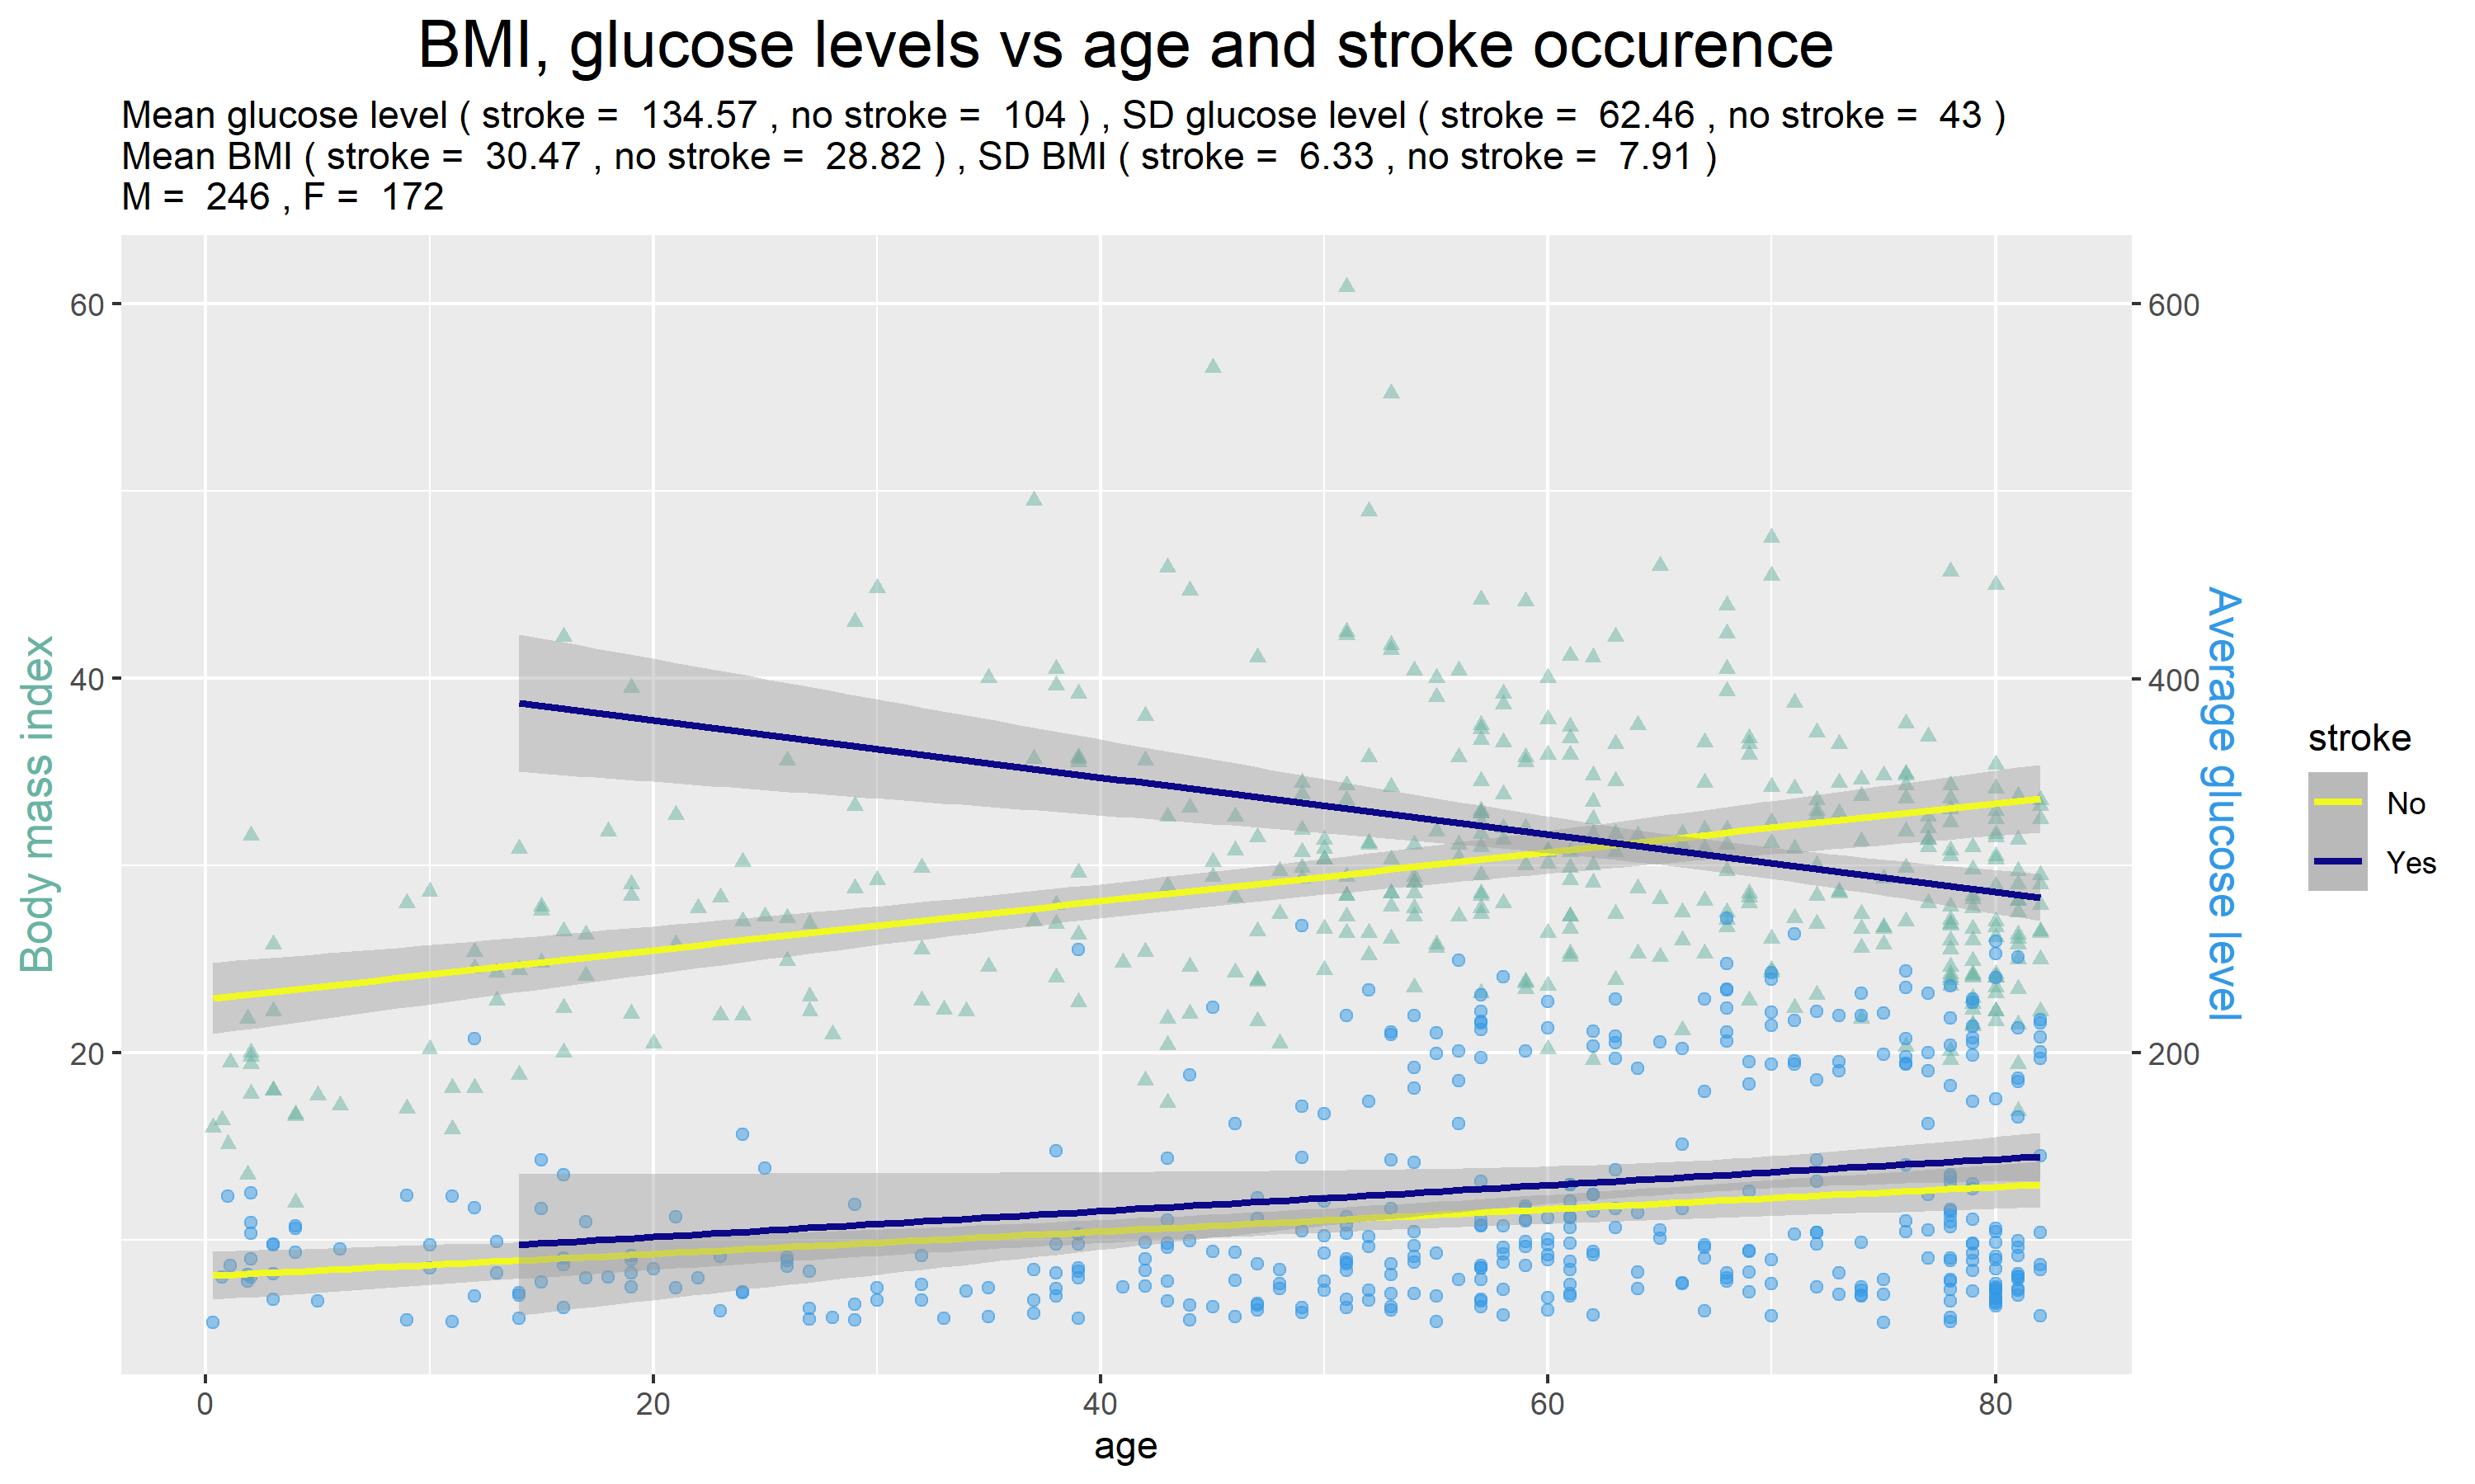 BMI, glucose levels vs age and stroke occurence
Mean glucose level ( stroke =  134.57 , no stroke =  104 ) , SD glucose level ( stroke =  62.46 , no stroke =  43 )
Mean BMI ( stroke =  30.47 , no stroke =  28.82 ) , SD BMI ( stroke =  6.33 , no stroke =  7.91 )
M =  246 , F =  172
Body mass index
60
40
20
600
400
200
Average glucose level
0
20
40
60
80
age
stroke
No
Yes